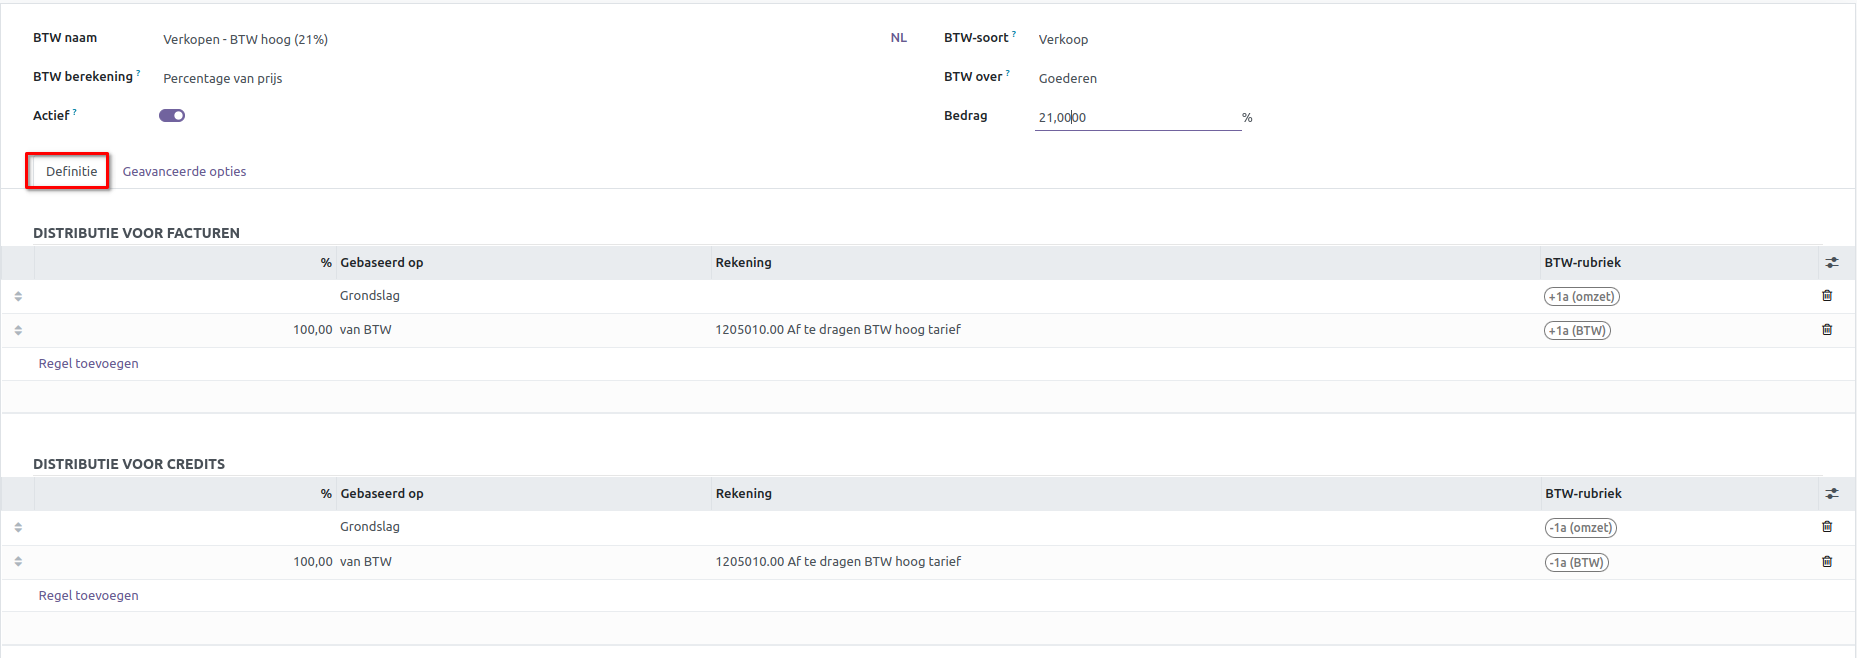 BTW naam Verkopen - BTW hoog (21%) NL BTW-soort ? Verkoop
BTW berekening ? Percentage van prijs BTW over ? Goederen
Actief ? Bedrag 21,0000 %
Definitie Geavanceerde opties
DISTRIBUTIE VOOR FACTUREN
% Gebaseerd op Rekening BTW-rubriek
Grondslag +1a (omzet)
100,00 van BTW 1205010.00 Af te dragen BTW hoog tarief +1a (BTW)
Regel toevoegen
DISTRIBUTIE VOOR CREDITS
% Gebaseerd op Rekening BTW-rubriek
Grondslag -1a (omzet)
100,00 van BTW 1205010.00 Af te dragen BTW hoog tarief -1a (BTW)
Regel toevoegen